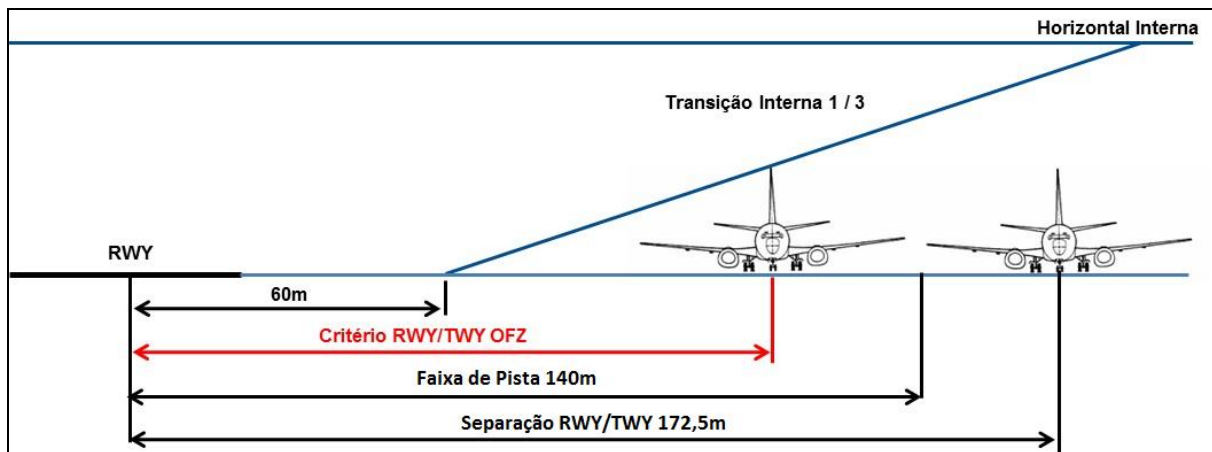 Horizontal Interna
Transição Interna 1 / 3
RWY
60m
Critério RWY/TWY OFZ
Faixa de Pista 140m
Separação RWY/TWY 172,5m